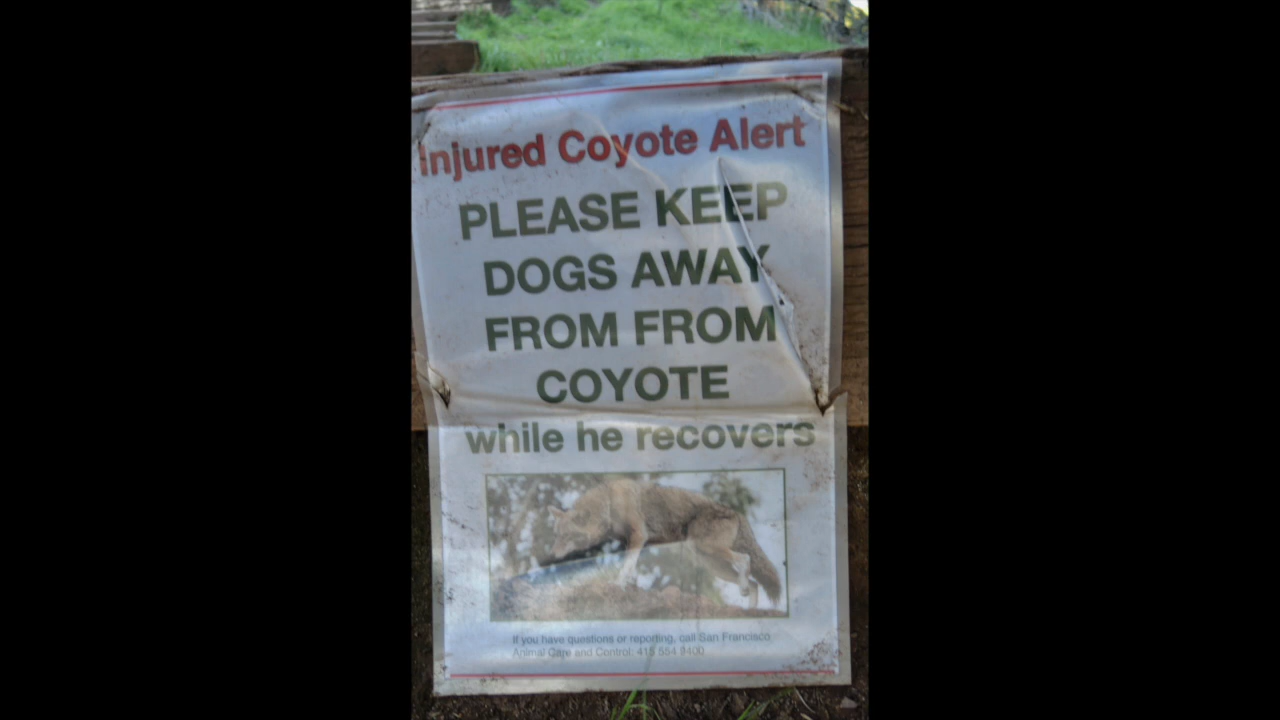 Injured Coyote Alert
PLEASE KEEP
DOGS AWAY
FROM FROM
COYOTE
while he recovers
If you have questions or reporting, call San Francisco
Animal Care and Control: 415 554 9400